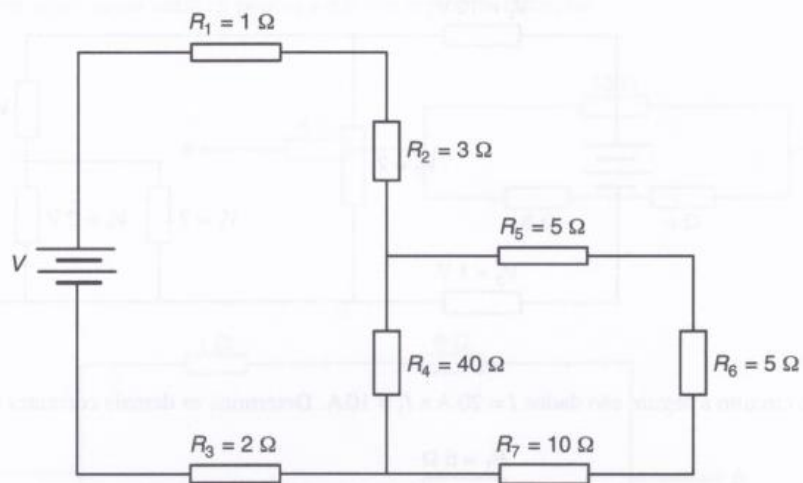 R₁ = 1 Ω
R₂ = 3 Ω
R₅ = 5 Ω
V
R₄ = 40 Ω
R₆ = 5 Ω
R₃ = 2 Ω
R₇ = 10 Ω